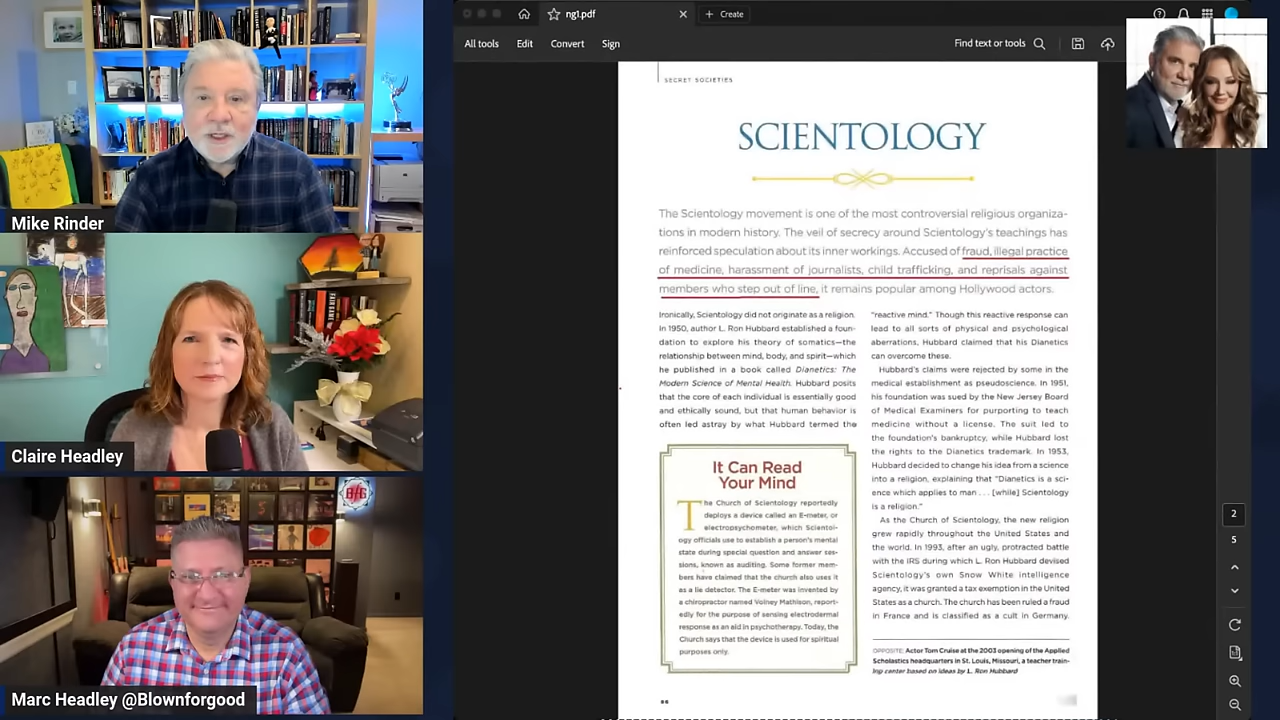 Mike Rinder
Claire Headley
Marc Headley @Blownforgood
ng1.pdf
Create
All tools
Edit
Convert
Sign
Find text or tools
SECRET SOCIETIES
SCIENTOLOGY
The Scientology movement is one of the most controversial religious organiza-
tions in modern history. The veil of secrecy around Scientology's teachings has
reinforced speculation about its inner workings. Accused of fraud, illegal practice
of medicine, harassment of journalists, child trafficking, and reprisals against
members who step out of line, it remains popular among Hollywood actors.
Ironically, Scientology did not originate as a religion.
In 1950, author L. Ron Hubbard established a foun-
dation to explore his theory of somatics—the
relationship between mind, body, and spirit—which
he published in a book called Dianetics: The
Modern Science of Mental Health. Hubbard posits
that the core of each individual is essentially good
and ethically sound, but that human behavior is
often led astray by what Hubbard termed the
It Can Read
Your Mind
The Church of Scientology reportedly
deploys a device called an E-meter, or
electropsychometer, which Scientol-
ogy officials use to establish a person's mental
state during special question and answer ses-
sions, known as auditing. Some former mem-
bers have claimed that the church also uses it
as a lie detector. The E-meter was invented by
a chiropractor named Volney Mathison, report-
edly for the purpose of sensing electrodermal
response as an aid in psychotherapy. Today, the
Church says that the device is used for spiritual
purposes only.
"reactive mind." Though this reactive response can
lead to all sorts of physical and psychological
aberrations, Hubbard claimed that his Dianetics
can overcome these.
Hubbard's claims were rejected by some in the
medical establishment as pseudoscience. In 1951,
his foundation was sued by the New Jersey Board
of Medical Examiners for purporting to teach
medicine without a license. The suit led to
the foundation's bankruptcy, while Hubbard lost
the rights to the Dianetics trademark. In 1953,
Hubbard decided to change his idea from a science
into a religion, explaining that "Dianetics is a sci-
ence which applies to man . . . [while] Scientology
is a religion."
As the Church of Scientology, the new religion
grew rapidly throughout the United States and
the world. In 1993, after an ugly, protracted battle
with the IRS during which L. Ron Hubbard devised
Scientology's own Snow White intelligence
agency, it was granted a tax exemption in the United
States as a church. The church has been ruled a fraud
in France and is classified as a cult in Germany.
OPPOSITE: Actor Tom Cruise at the 2003 opening of the Applied
Scholastics headquarters in St. Louis, Missouri, a teacher train-
ing center based on ideas by L. Ron Hubbard
2
5